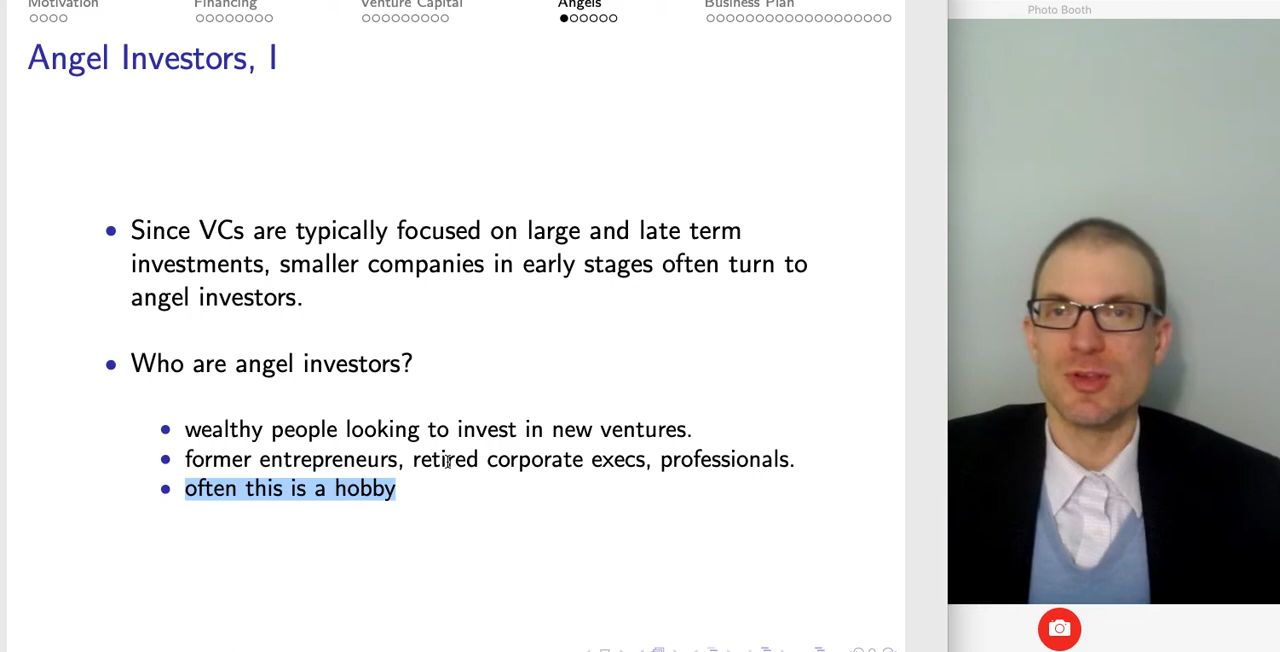 Motivation Financing Venture Capital Angels Business Plan
Photo Booth
Angel Investors, I
Since VCs are typically focused on large and late term
investments, smaller companies in early stages often turn to
angel investors.
Who are angel investors?
wealthy people looking to invest in new ventures.
former entrepreneurs, retired corporate execs, professionals.
often this is a hobby